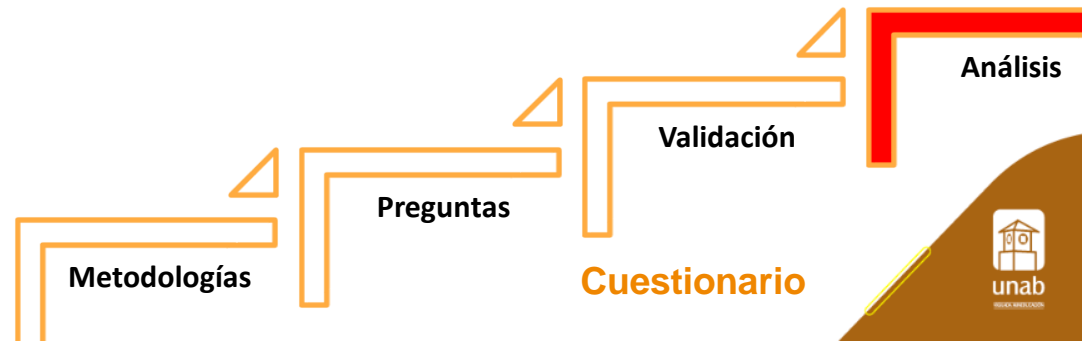 Análisis
Validación
Preguntas
Metodologías
Cuestionario
unab